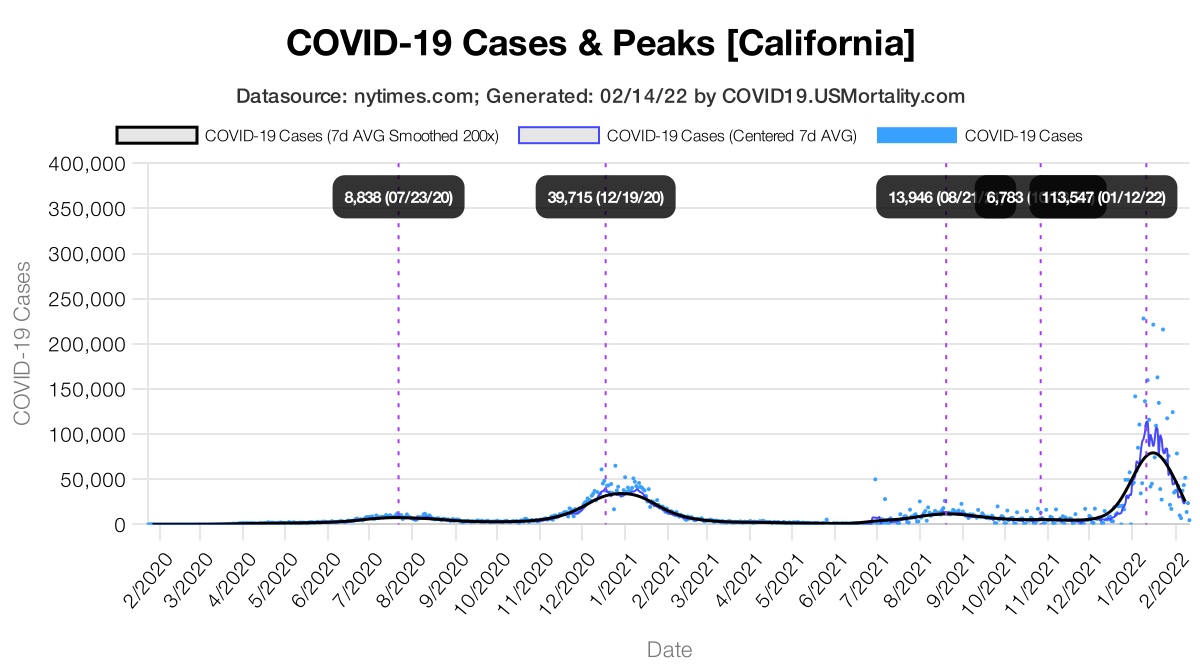 COVID-19 Cases & Peaks [California]
Datasource: nytimes.com; Generated: 02/14/22 by COVID19.USMortality.com
COVID-19 Cases (7d AVG Smoothed 200x) COVID-19 Cases (Centered 7d AVG) COVID-19 Cases
400,000
8,838 (07/23/20) 39,715 (12/19/20) 13,946 (08/21/ 6,783 ( 113,547 (01/12/22)
350,000
300,000
250,000
200,000
150,000
100,000
50,000
0
COVID-19 Cases
2/2020 3/2020 4/2020 5/2020 6/2020 7/2020 8/2020 9/2020 10/2020 11/2020 12/2020 1/2021 2/2021 3/2021 4/2021 5/2021 6/2021 7/2021 8/2021 9/2021 10/2021 11/2021 12/2021 1/2022 2/2022
Date